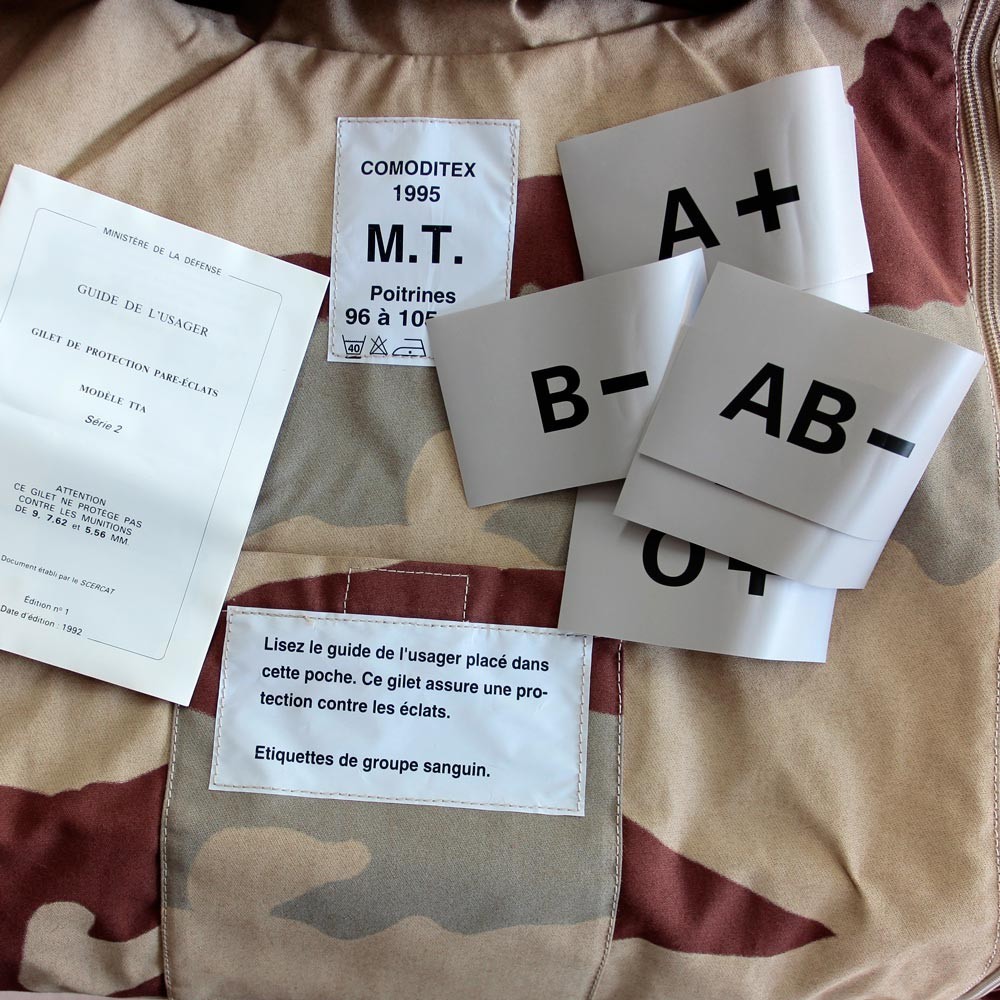 MINISTÈRE DE LA DÉFENSE
GUIDE DE L'USAGER
GILET DE PROTECTION PARE-ÉCLATS
MODÈLE TTA
Série 2
ATTENTION
CE GILET NE PROTÈGE PAS
CONTRE LES MUNITIONS
DE 9, 7.62 et 5.56 MM.
Document établi par le SCERCAT
Édition n° 1
Date d'édition : 1992
COMODITEX
1995
M.T.
Poitrines
96 à 105
40
A+
B-
AB-
O+
Lisez le guide de l'usager placé dans
cette poche. Ce gilet assure une pro-
tection contre les éclats.
Etiquettes de groupe sanguin.